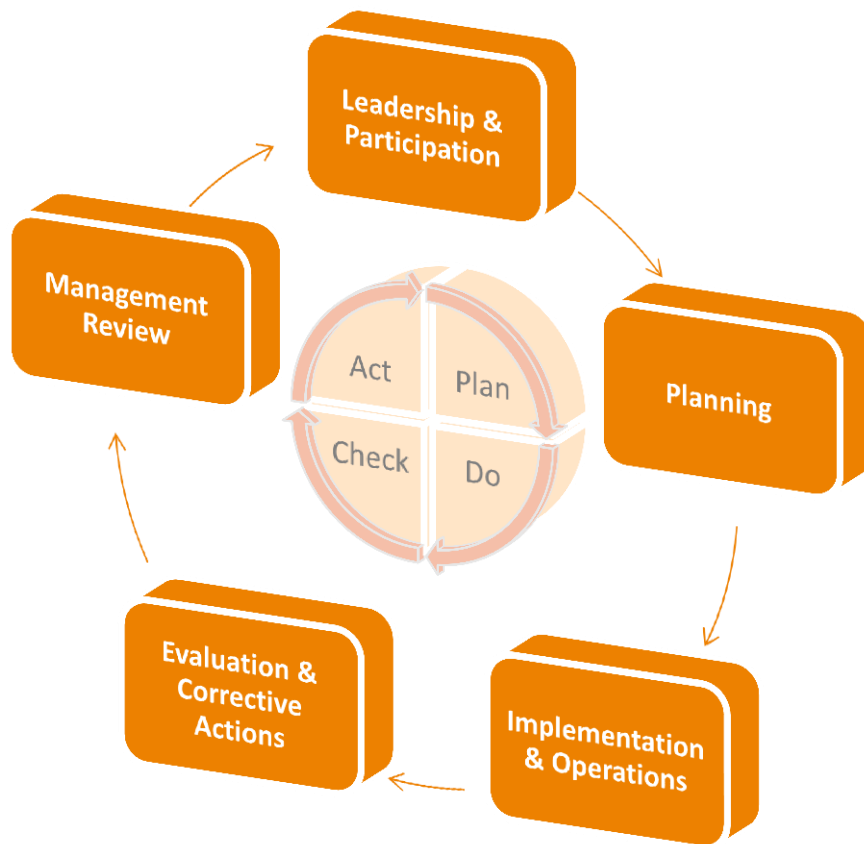 Leadership &
Participation
Planning
Implementation
& Operations
Evaluation &
Corrective
Actions
Management
Review
Act
Plan
Check
Do